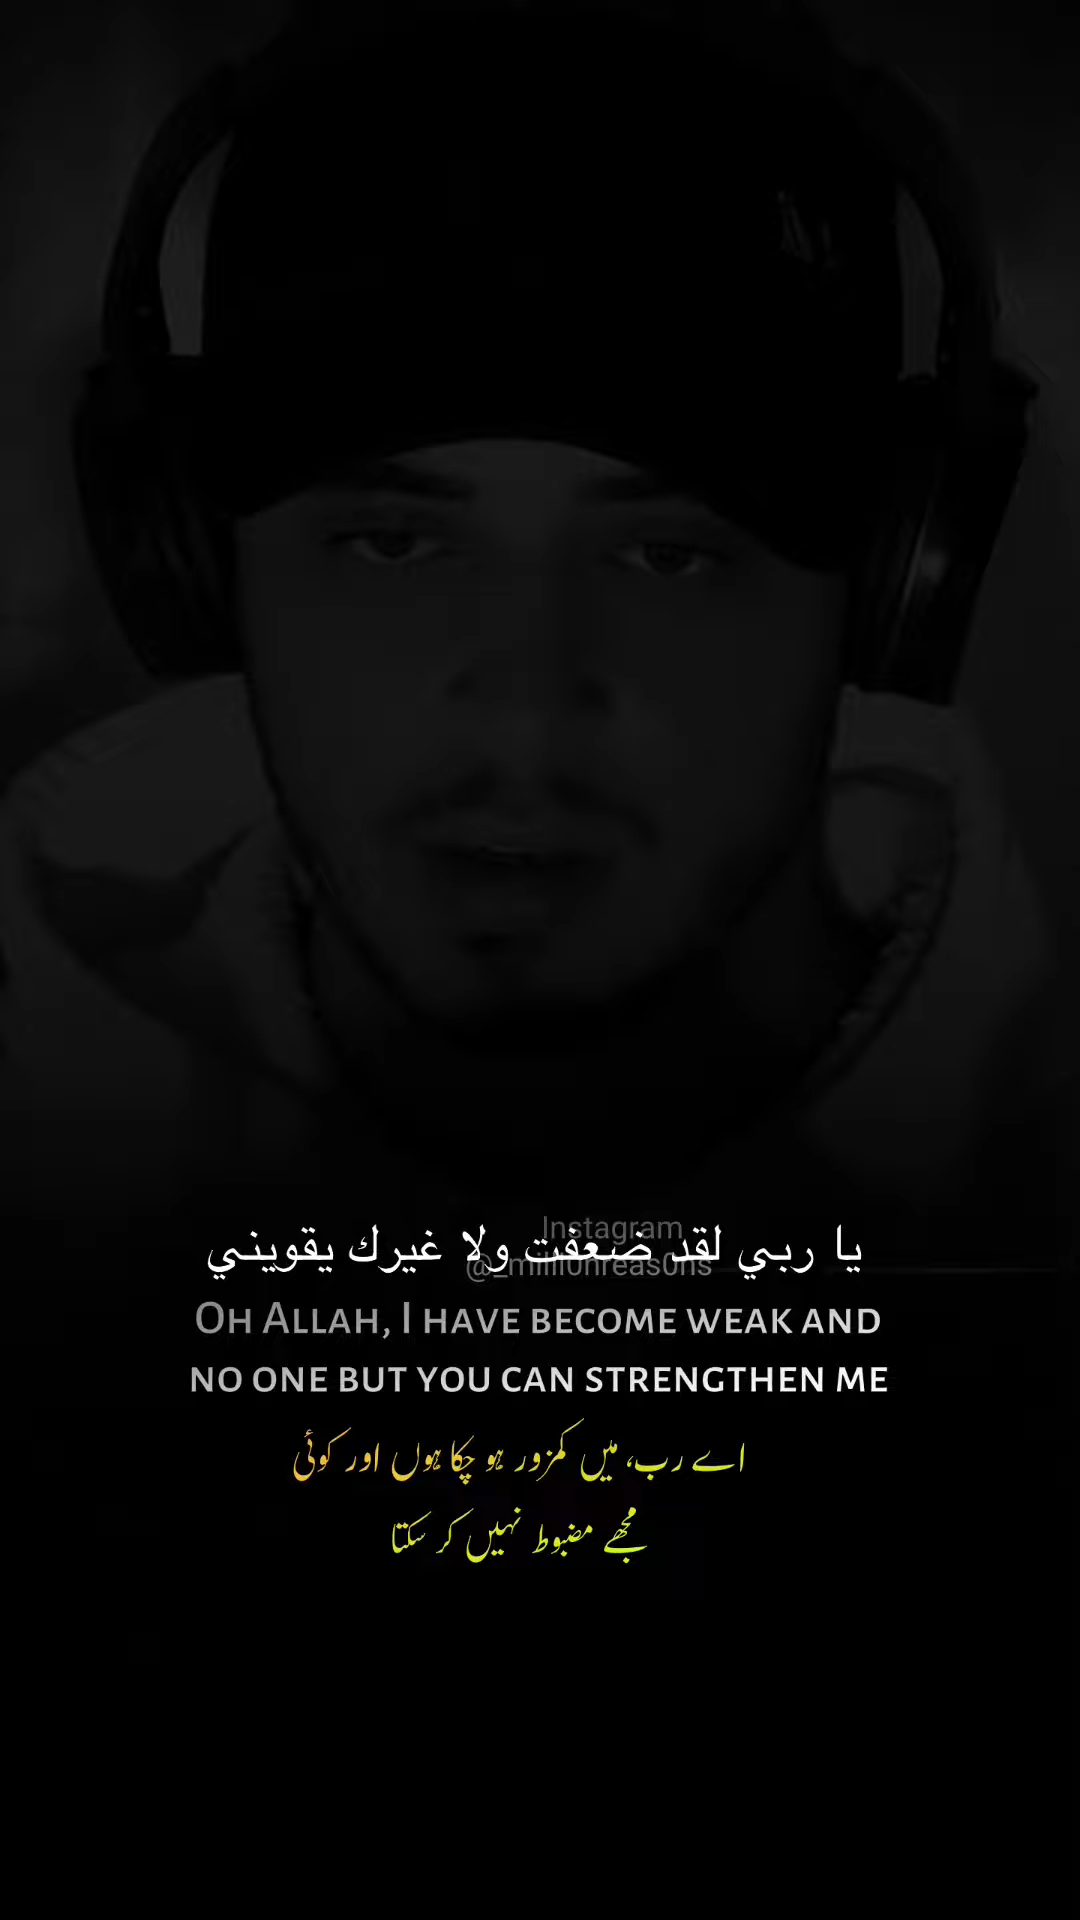 Instagram
@_milli0nreas0ns
يا ربي لقد ضعفت ولا غيرك يقويني
OH ALLAH, I HAVE BECOME WEAK AND
NO ONE BUT YOU CAN STRENGTHEN ME
اے رب، میں کمزور ہو چکا ہوں اور کوئی
مجھے مضبوط نہیں کر سکتا